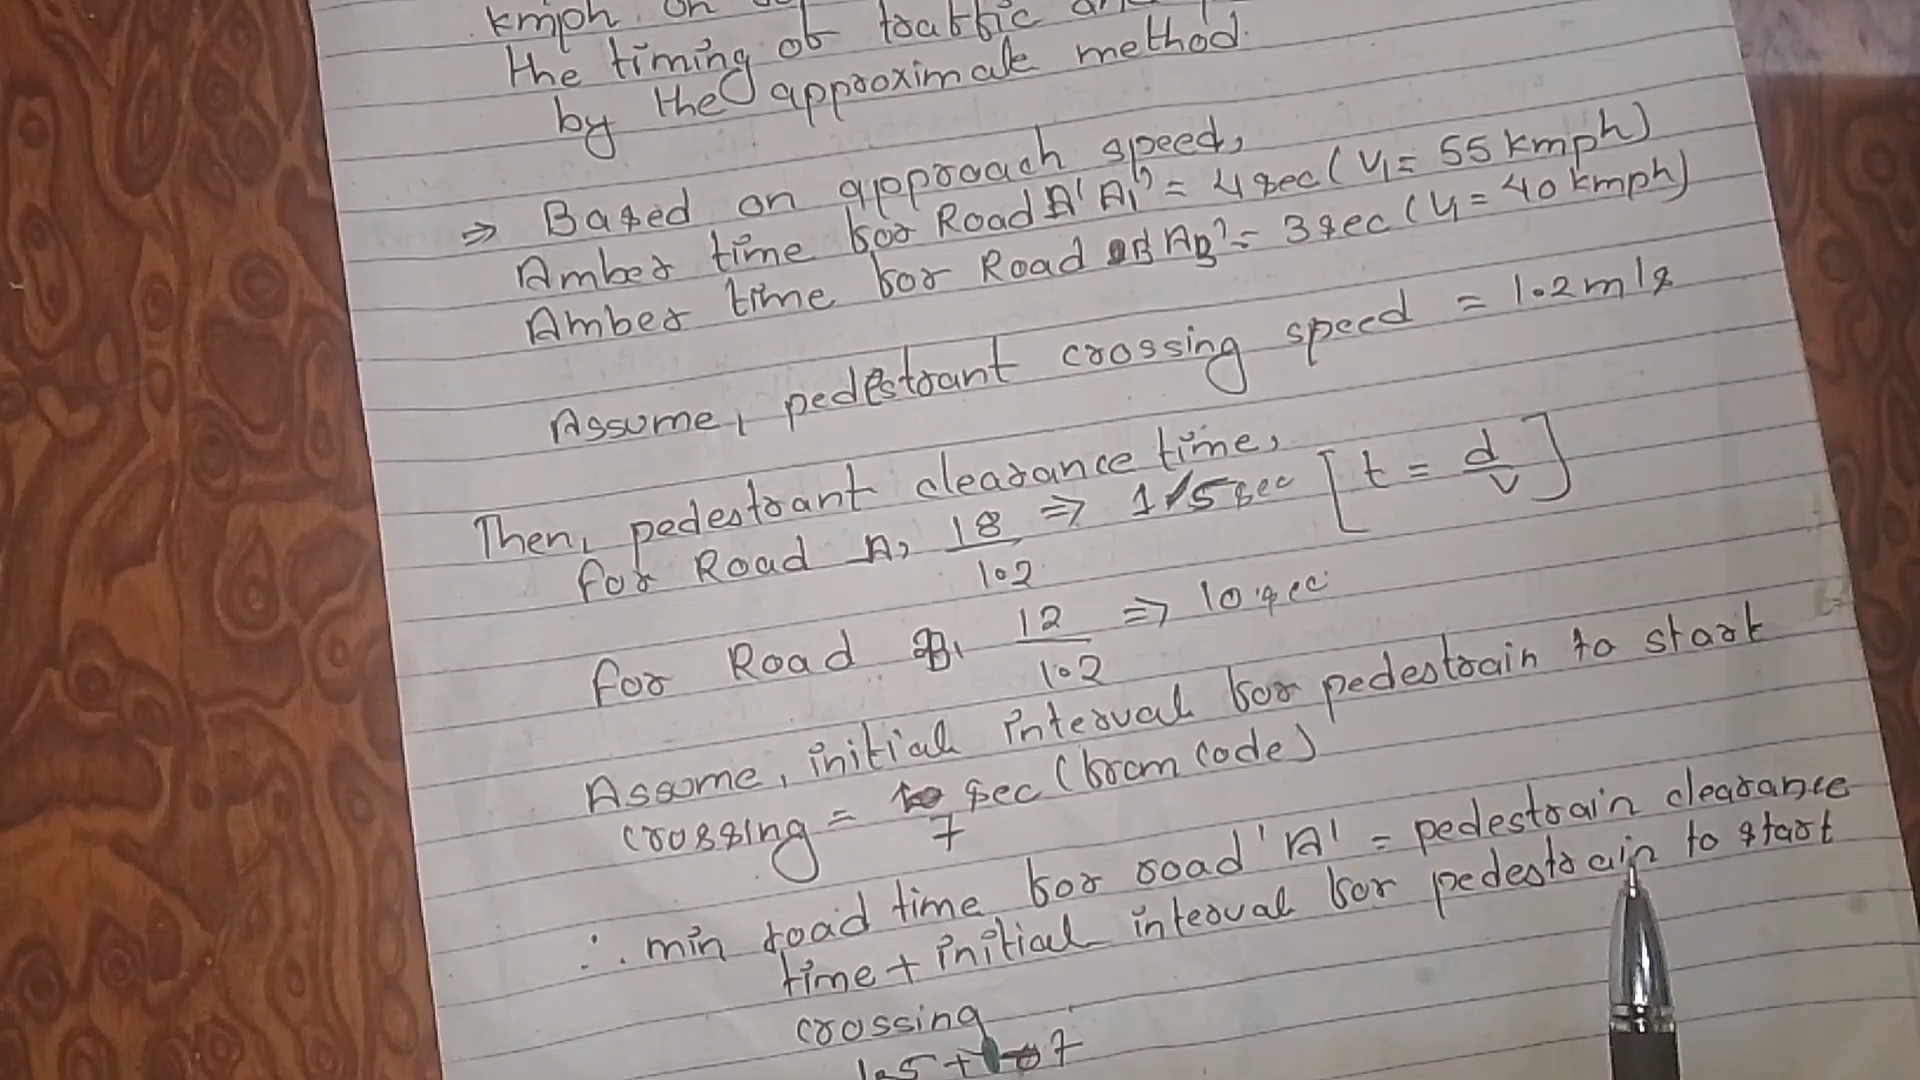 kmph on
the timing of traffic and
by the approximate method.
⇒ Based on approach speed,
Amber time for Road A 'A1' = 4 sec (V1 = 55 kmph)
Amber time for Road B 'AB' = 3 sec (V = 40 kmph)
Assume, pedestrant crossing speed = 1.2 m/s
Then, pedestrant clearance time,
for Road A, 18/1.2 ⇒ 15 sec [t = d/v]
for Road B, 12/1.2 ⇒ 10 sec
Assume, initial interval for pedestrain to start
crossing = 7 sec (from code)
∴ min road time for road 'A' = pedestrain clearance
time + initial interval for pedestrain to start
crossing
15 + 7